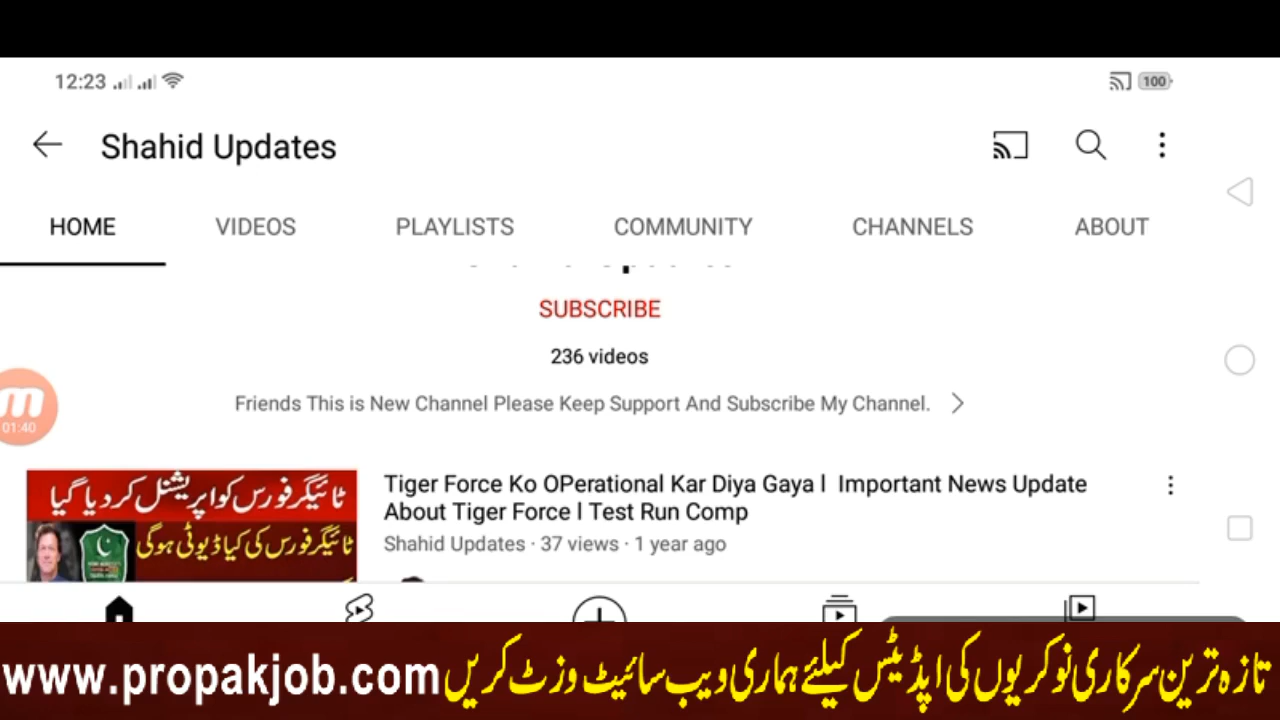 12:23
100
Shahid Updates
HOME VIDEOS PLAYLISTS COMMUNITY CHANNELS ABOUT
SUBSCRIBE
236 videos
Friends This is New Channel Please Keep Support And Subscribe My Channel.
01:40
ٹائیگرفورس کو اپریشنل کر دیا گیا
ٹائیگرفورس کی کیا ڈیوٹی ہوگی
Tiger Force Ko OPerational Kar Diya Gaya l Important News Update
About Tiger Force l Test Run Comp
Shahid Updates · 37 views · 1 year ago
تازہ ترین سرکاری نوکریوں کی اپڈیٹس کیلئے ہماری ویب سائیٹ وزٹ کریں www.propakjob.com